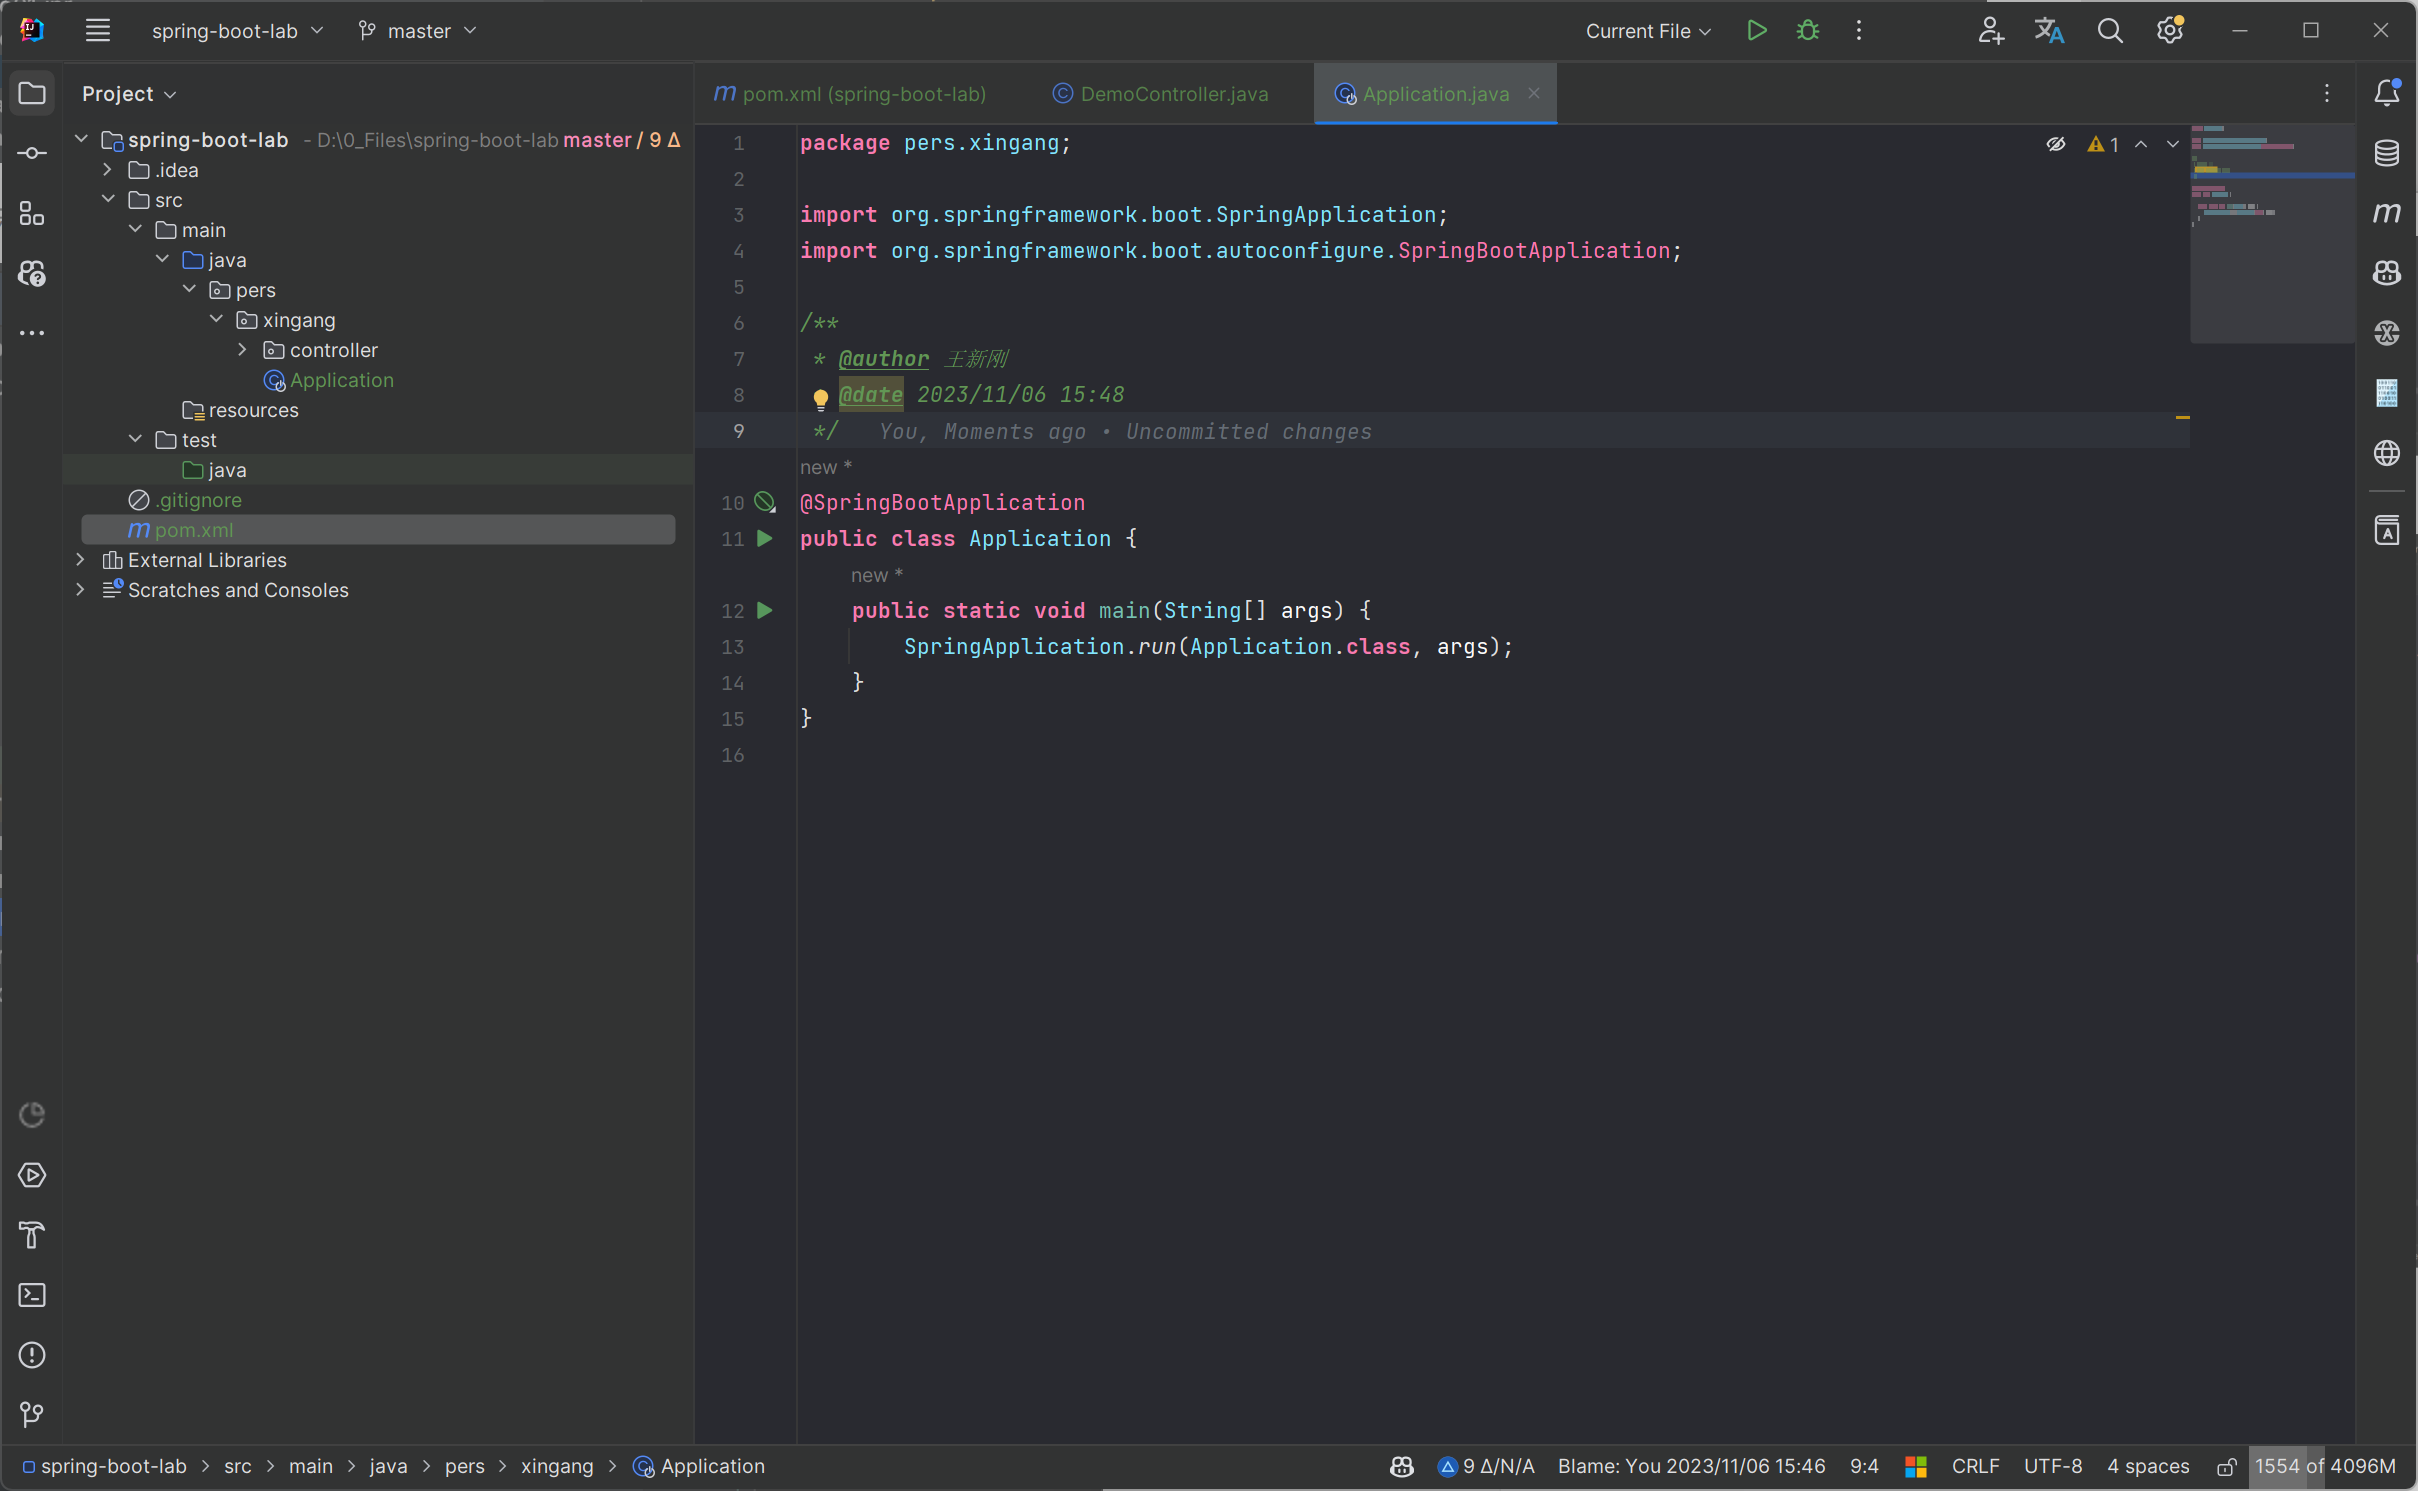 spring-boot-lab
master
Current File
Project
pom.xml (spring-boot-lab)
DemoController.java
Application.java
spring-boot-lab - D:\0_Files\spring-boot-lab master / 9 Δ
.idea
src
main
java
pers
xingang
controller
Application
resources
test
java
.gitignore
pom.xml
External Libraries
Scratches and Consoles
1 package pers.xingang;
2
3 import org.springframework.boot.SpringApplication;
4 import org.springframework.boot.autoconfigure.SpringBootApplication;
5
6 /**
7 * @author 王新刚
8 @date 2023/11/06 15:48
9 */ You, Moments ago • Uncommitted changes
new *
10 @SpringBootApplication
11 public class Application {
new *
12 public static void main(String[] args) {
13 SpringApplication.run(Application.class, args);
14 }
15 }
16
1
spring-boot-lab > src > main > java > pers > xingang > Application
9 Δ/N/A
Blame: You 2023/11/06 15:46
9:4
CRLF
UTF-8
4 spaces
1554 of 4096M